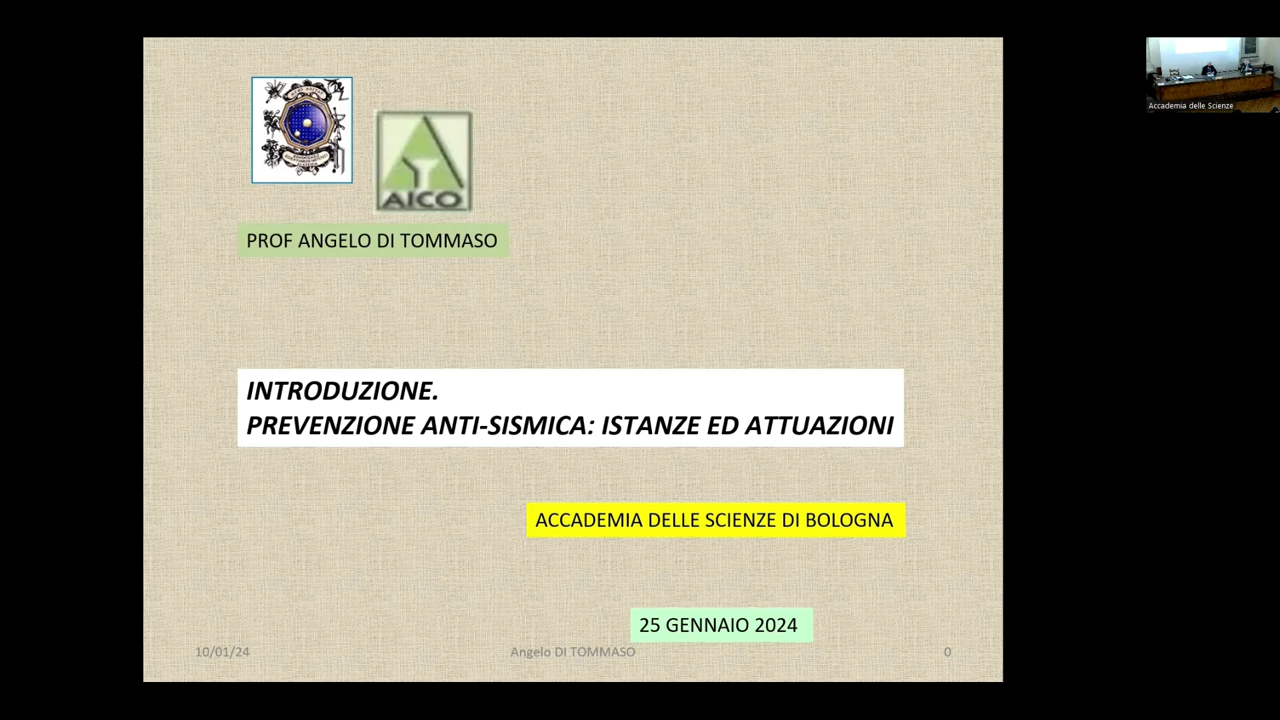 AICO
PROF ANGELO DI TOMMASO
INTRODUZIONE.
PREVENZIONE ANTI-SISMICA: ISTANZE ED ATTUAZIONI
ACCADEMIA DELLE SCIENZE DI BOLOGNA
25 GENNAIO 2024
10/01/24
Angelo DI TOMMASO
0
Accademia delle Scienze